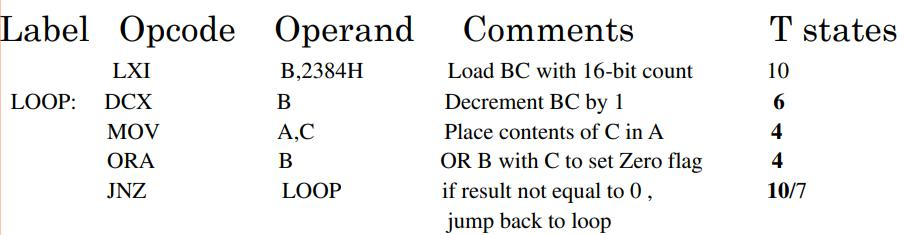 Label Opcode Operand Comments T states
LXI B,2384H Load BC with 16-bit count 10
LOOP: DCX B Decrement BC by 1 6
MOV A,C Place contents of C in A 4
ORA B OR B with C to set Zero flag 4
JNZ LOOP if result not equal to 0 , 10/7
jump back to loop